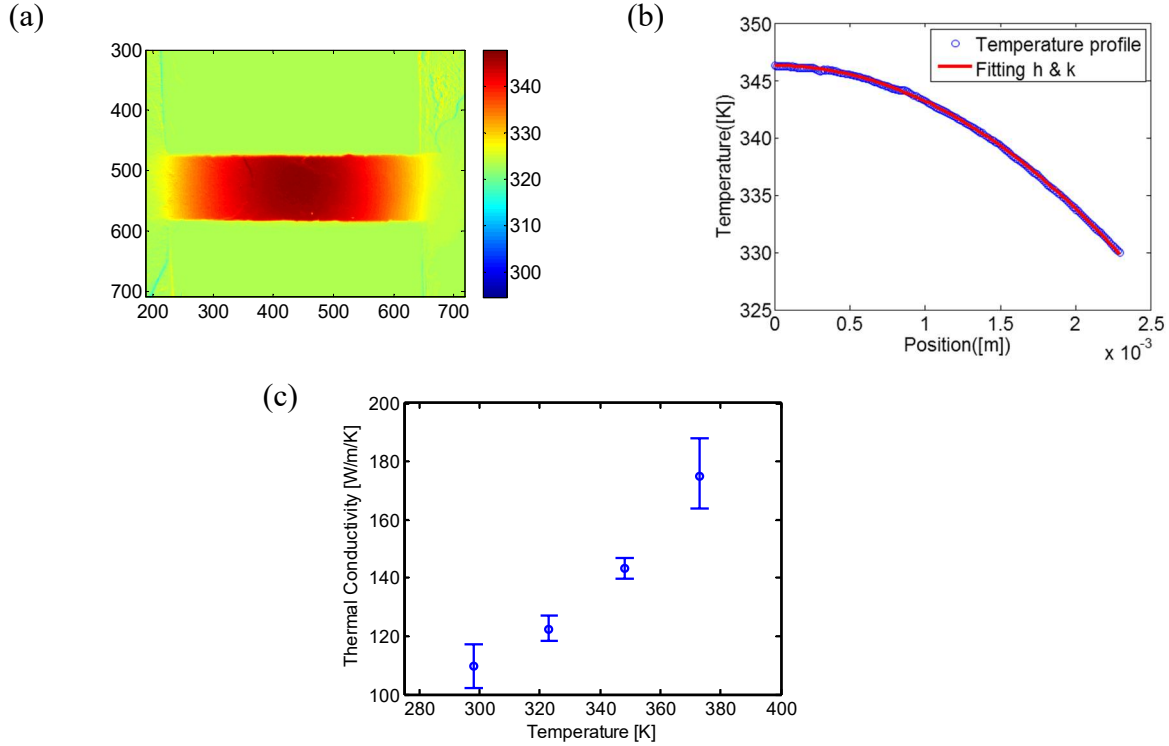 (a)
300
400
500
600
700
200 300 400 500 600 700
340
330
320
310
300
(b)
350
345
340
335
330
325
Temperature([K)
Temperature profile
Fitting h & k
0 0.5 1 1.5 2 2.5
Position([m])
x 10⁻³
(c)
200
180
160
140
120
100
Thermal Conductivity [W/m/K]
280 300 320 340 360 380 400
Temperature [K]